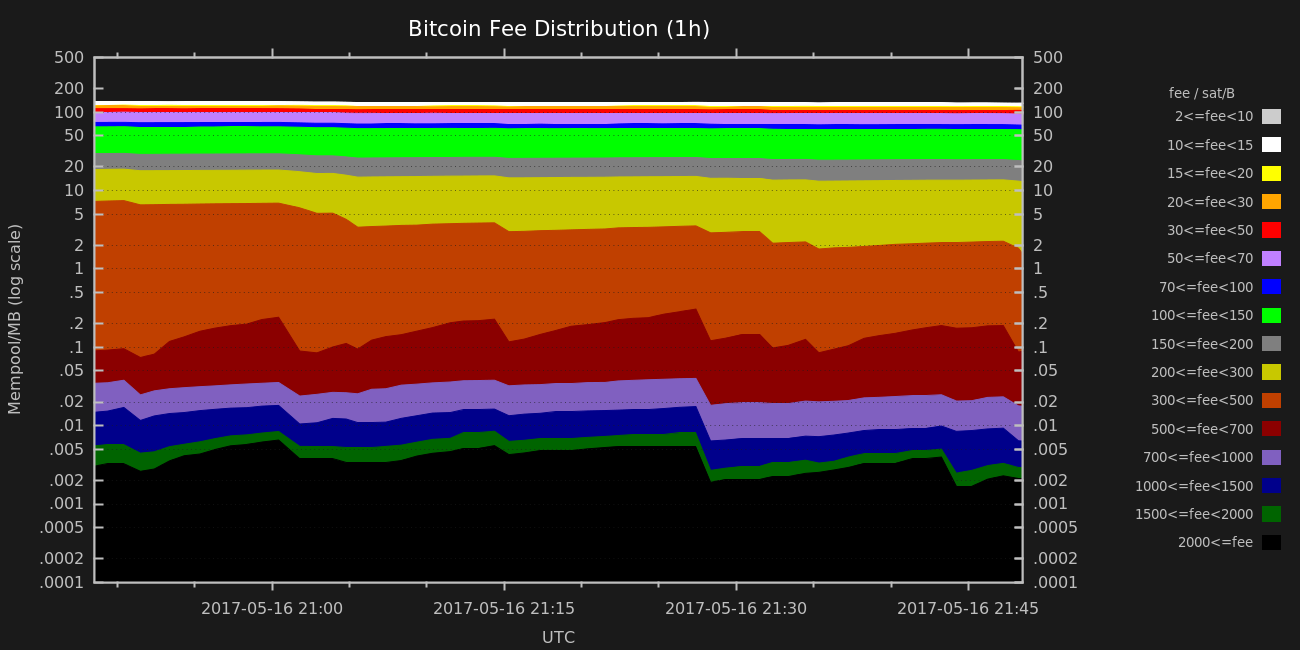 Bitcoin Fee Distribution (1h)
Mempool/MB (log scale)
500
200
100
50
20
10
5
2
1
.5
.2
.1
.05
.02
.01
.005
.002
.001
.0005
.0002
.0001
500
200
100
50
20
10
5
2
1
.5
.2
.1
.05
.02
.01
.005
.002
.001
.0005
.0002
.0001
2017-05-16 21:00
2017-05-16 21:15
2017-05-16 21:30
2017-05-16 21:45
UTC
fee / sat/B
2<=fee<10
10<=fee<15
15<=fee<20
20<=fee<30
30<=fee<50
50<=fee<70
70<=fee<100
100<=fee<150
150<=fee<200
200<=fee<300
300<=fee<500
500<=fee<700
700<=fee<1000
1000<=fee<1500
1500<=fee<2000
2000<=fee